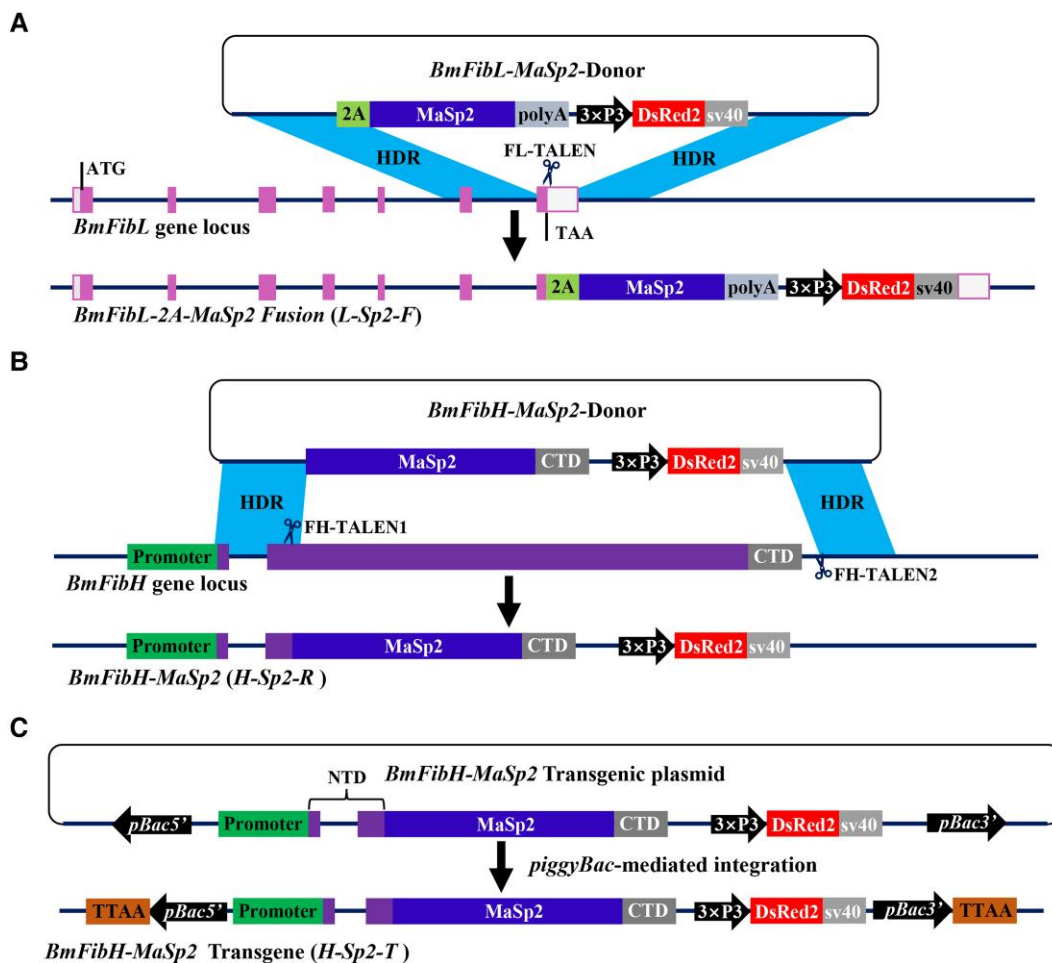 A
BmFibL-MaSp2-Donor
2A MaSp2 polyA 3×P3 DsRed2 sv40
HDR FL-TALEN HDR
ATG
BmFibL gene locus
TAA
2A MaSp2 polyA 3×P3 DsRed2 sv40
BmFibL-2A-MaSp2 Fusion (L-Sp2-F)
B
BmFibH-MaSp2-Donor
MaSp2 CTD 3×P3 DsRed2 sv40
HDR HDR
FH-TALEN1
Promoter CTD
BmFibH gene locus
FH-TALEN2
Promoter MaSp2 CTD 3×P3 DsRed2 sv40
BmFibH-MaSp2 (H-Sp2-R )
C
BmFibH-MaSp2 Transgenic plasmid
NTD
pBac5' Promoter MaSp2 CTD 3×P3 DsRed2 sv40 pBac3'
piggyBac-mediated integration
TTAA pBac5' Promoter MaSp2 CTD 3×P3 DsRed2 sv40 pBac3' TTAA
BmFibH-MaSp2 Transgene (H-Sp2-T )